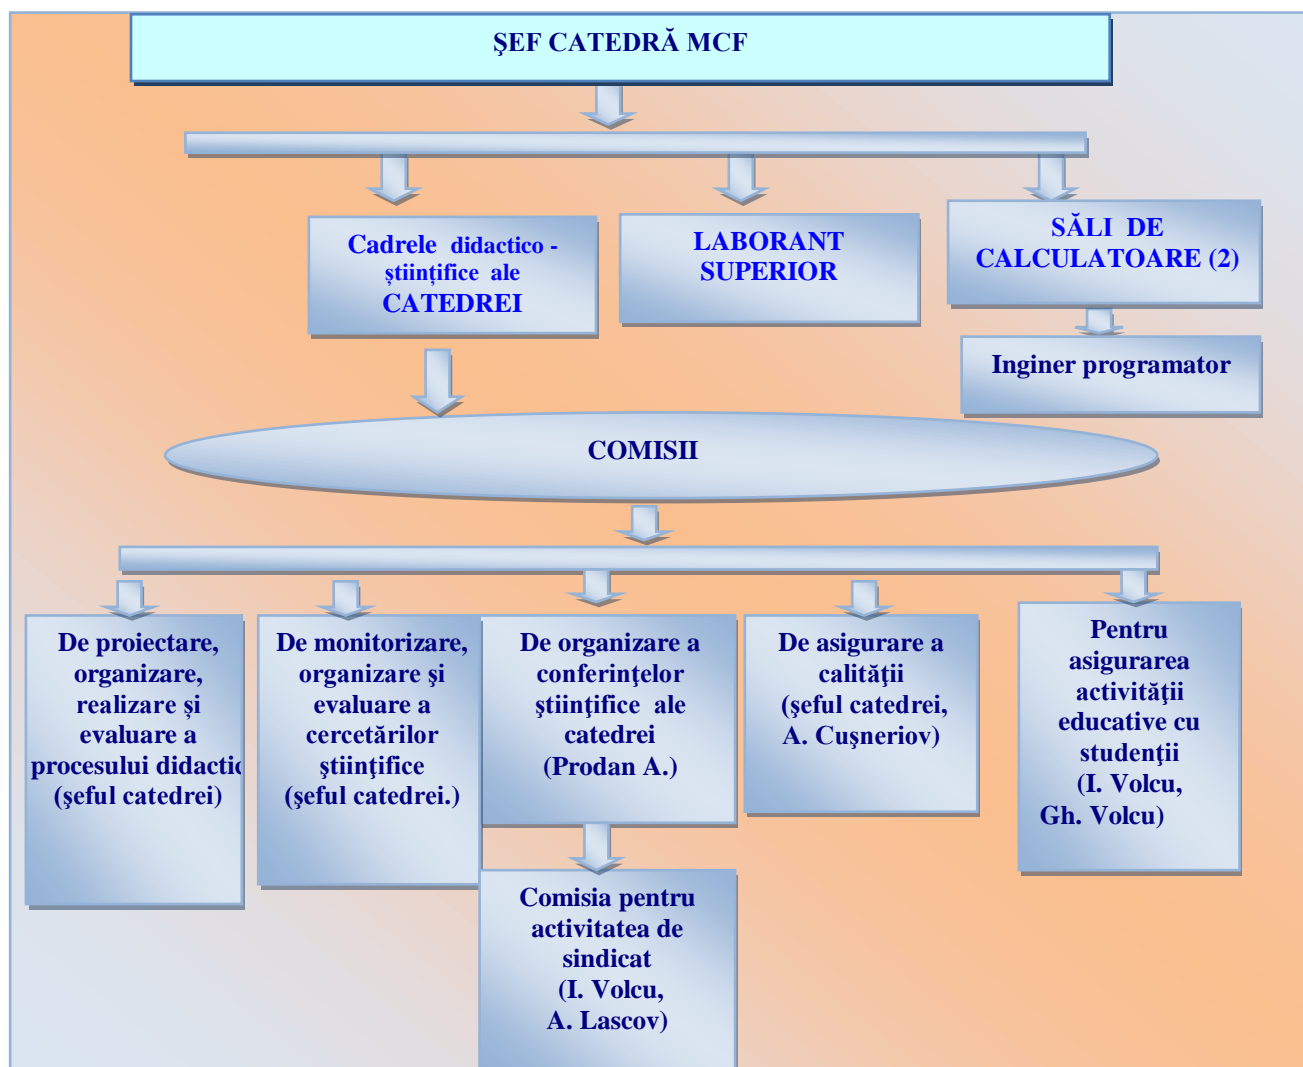 ŞEF CATEDRĂ MCF
Cadrele didactico -
științifice ale
CATEDREI
LABORANT
SUPERIOR
SĂLI DE
CALCULATOARE (2)
Inginer programator
COMISII
De proiectare,
organizare,
realizare și
evaluare a
procesului didactic
(şeful catedrei)
De monitorizare,
organizare şi
evaluare a
cercetărilor
ştiinţifice
(şeful catedrei.)
De organizare a
conferinţelor
ştiinţifice ale
catedrei
(Prodan A.)
De asigurare a
calităţii
(şeful catedrei,
A. Cuşneriov)
Pentru
asigurarea
activităţii
educative cu
studenţii
(I. Volcu,
Gh. Volcu)
Comisia pentru
activitatea de
sindicat
(I. Volcu,
A. Lascov)